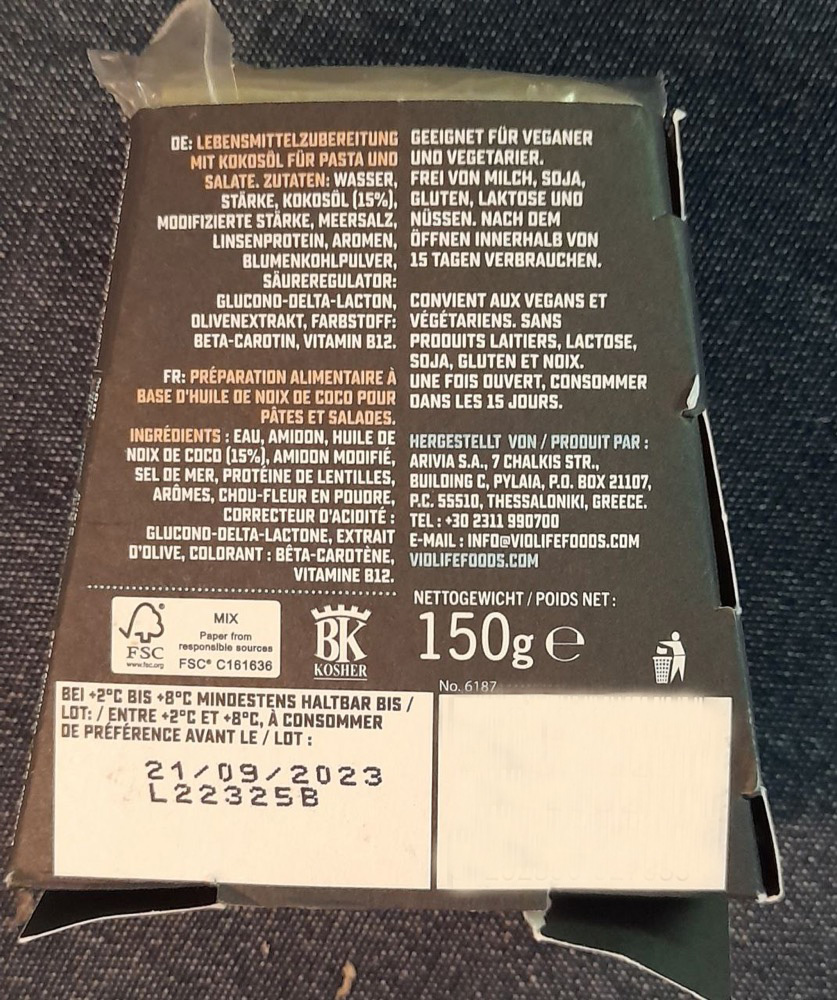 DE: LEBENSMITTELZUBEREITUNG
MIT KOKOSÖL FÜR PASTA UND
SALATE. ZUTATEN: WASSER,
STÄRKE, KOKOSÖL (15%),
MODIFIZIERTE STÄRKE, MEERSALZ,
LINSENPROTEIN, AROMEN,
BLUMENKOHLPULVER,
SÄUREREGULATOR:
GLUCONO-DELTA-LACTON,
OLIVENEXTRAKT, FARBSTOFF:
BETA-CAROTIN, VITAMIN B12.
FR: PRÉPARATION ALIMENTAIRE À
BASE D'HUILE DE NOIX DE COCO POUR
PÂTES ET SALADES.
INGRÉDIENTS : EAU, AMIDON, HUILE DE
NOIX DE COCO (15%), AMIDON MODIFIÉ,
SEL DE MER, PROTÉINE DE LENTILLES,
ARÔMES, CHOU-FLEUR EN POUDRE,
CORRECTEUR D'ACIDITÉ :
GLUCONO-DELTA-LACTONE, EXTRAIT
D'OLIVE, COLORANT : BÊTA-CAROTÈNE,
VITAMINE B12.
GEEIGNET FÜR VEGANER
UND VEGETARIER.
FREI VON MILCH, SOJA,
GLUTEN, LAKTOSE UND
NÜSSEN. NACH DEM
ÖFFNEN INNERHALB VON
15 TAGEN VERBRAUCHEN.
CONVIENT AUX VEGANS ET
VÉGÉTARIENS. SANS
PRODUITS LAITIERS, LACTOSE,
SOJA, GLUTEN ET NOIX.
UNE FOIS OUVERT, CONSOMMER
DANS LES 15 JOURS.
HERGESTELLT VON / PRODUIT PAR :
ARIVIA S.A., 7 CHALKIS STR.,
BUILDING C, PYLAIA, P.O. BOX 21107,
P.C. 55510, THESSALONIKI, GREECE.
TEL : +30 2311 990700
E-MAIL : INFO@VIOLIFEFOODS.COM
VIOLIFEFOODS.COM
FSC
www.fsc.org
MIX
Paper from
responsible sources
FSC® C161636
BK
KOSHER
NETTOGEWICHT / POIDS NET :
150g e
No. 6187
BEI +2°C BIS +8°C MINDESTENS HALTBAR BIS /
LOT: / ENTRE +2°C ET +8°C, À CONSOMMER
DE PRÉFÉRENCE AVANT LE / LOT :
21/09/2023
L22325B